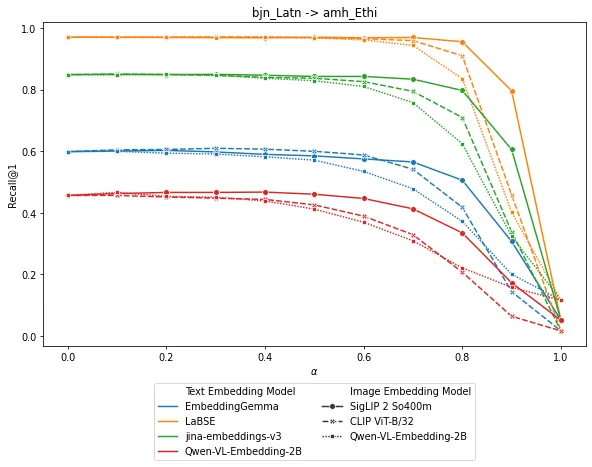 bjn_Latn -> amh_Ethi
Recall@1
1.0
0.8
0.6
0.4
0.2
0.0
0.0 0.2 0.4 0.6 0.8 1.0
α
Text Embedding Model
EmbeddingGemma
LaBSE
jina-embeddings-v3
Qwen-VL-Embedding-2B
Image Embedding Model
SigLIP 2 So400m
CLIP ViT-B/32
Qwen-VL-Embedding-2B